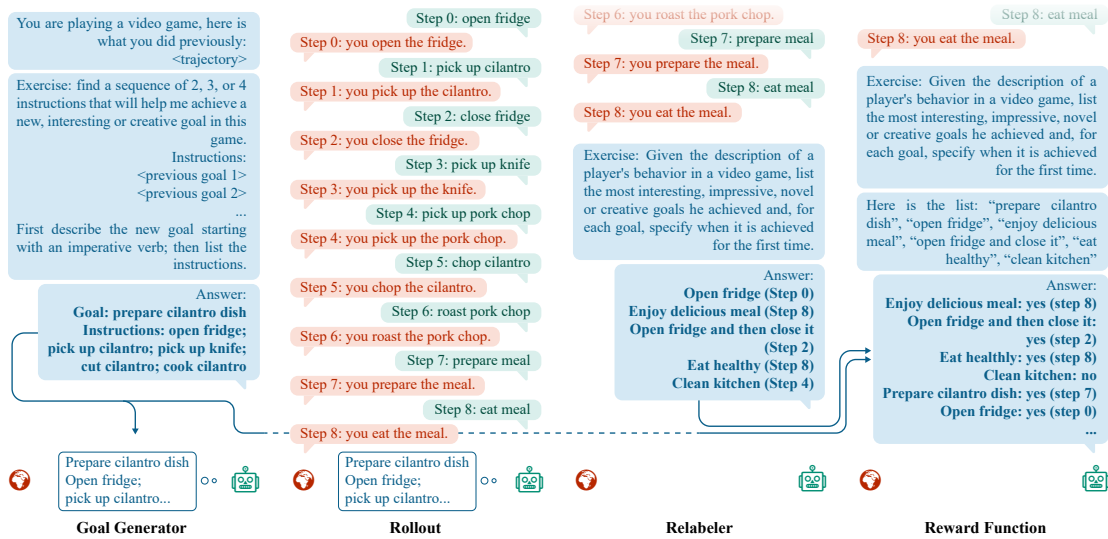 You are playing a video game, here is
what you did previously:
<trajectory>
Exercise: find a sequence of 2, 3, or 4
instructions that will help me achieve a
new, interesting or creative goal in this
game.
Instructions:
<previous goal 1>
<previous goal 2>
...
First describe the new goal starting
with an imperative verb; then list the
instructions.
Answer:
Goal: prepare cilantro dish
Instructions: open fridge;
pick up cilantro; pick up knife;
cut cilantro; cook cilantro
Prepare cilantro dish
Open fridge;
pick up cilantro...
Goal Generator
Step 0: open fridge
Step 0: you open the fridge.
Step 1: pick up cilantro
Step 1: you pick up the cilantro.
Step 2: close fridge
Step 2: you close the fridge.
Step 3: pick up knife
Step 3: you pick up the knife.
Step 4: pick up pork chop
Step 4: you pick up the pork chop.
Step 5: chop cilantro
Step 5: you chop the cilantro.
Step 6: roast pork chop
Step 6: you roast the pork chop.
Step 7: prepare meal
Step 7: you prepare the meal.
Step 8: eat meal
Step 8: you eat the meal.
Prepare cilantro dish
Open fridge;
pick up cilantro...
Rollout
Step 6: you roast the pork chop.
Step 7: prepare meal
Step 7: you prepare the meal.
Step 8: eat meal
Step 8: you eat the meal.
Exercise: Given the description of a
player's behavior in a video game, list
the most interesting, impressive, novel
or creative goals he achieved and, for
each goal, specify when it is achieved
for the first time.
Answer:
Open fridge (Step 0)
Enjoy delicious meal (Step 8)
Open fridge and then close it
(Step 2)
Eat healthy (Step 8)
Clean kitchen (Step 4)
Relabeler
Step 8: eat meal
Step 8: you eat the meal.
Exercise: Given the description of a
player's behavior in a video game, list
the most interesting, impressive, novel
or creative goals he achieved and, for
each goal, specify when it is achieved
for the first time.
Here is the list: “prepare cilantro
dish”, “open fridge”, “enjoy delicious
meal”, “open fridge and close it”, “eat
healthy”, “clean kitchen”
Answer:
Enjoy delicious meal: yes (step 8)
Open fridge and then close it:
yes (step 2)
Eat healthly: yes (step 8)
Clean kitchen: no
Prepare cilantro dish: yes (step 7)
Open fridge: yes (step 0)
...
Reward Function